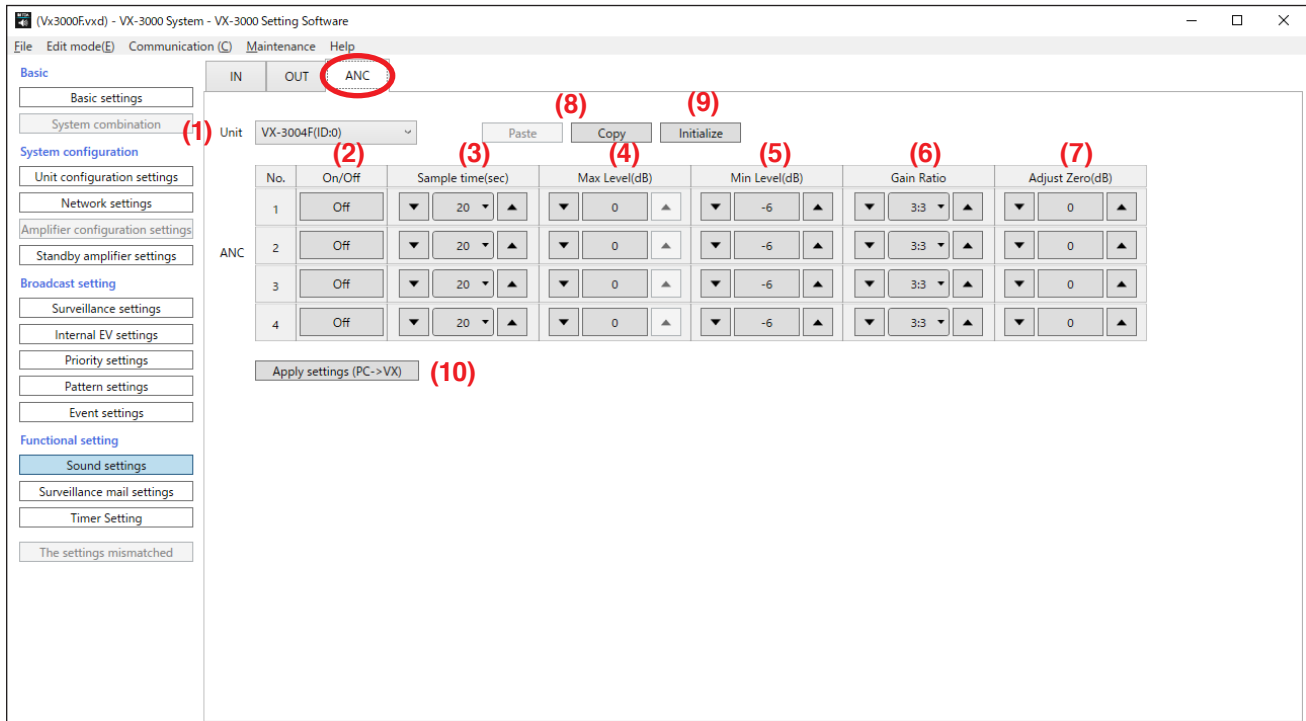 (Vx3000F.vxd) - VX-3000 System - VX-3000 Setting Software
File Edit mode(E) Communication (C) Maintenance Help
Basic
Basic settings
System combination
System configuration
Unit configuration settings
Network settings
Amplifier configuration settings
Standby amplifier settings
Broadcast setting
Surveillance settings
Internal EV settings
Priority settings
Pattern settings
Event settings
Functional setting
Sound settings
Surveillance mail settings
Timer Setting
The settings mismatched
IN OUT ANC
(8) (9)
(1) Unit VX-3004F(ID:0) Paste Copy Initialize
(2) (3) (4) (5) (6) (7)
No. On/Off Sample time(sec) Max Level(dB) Min Level(dB) Gain Ratio Adjust Zero(dB)
ANC
1 Off 20 0 -6 3:3 0
2 Off 20 0 -6 3:3 0
3 Off 20 0 -6 3:3 0
4 Off 20 0 -6 3:3 0
Apply settings (PC->VX) (10)